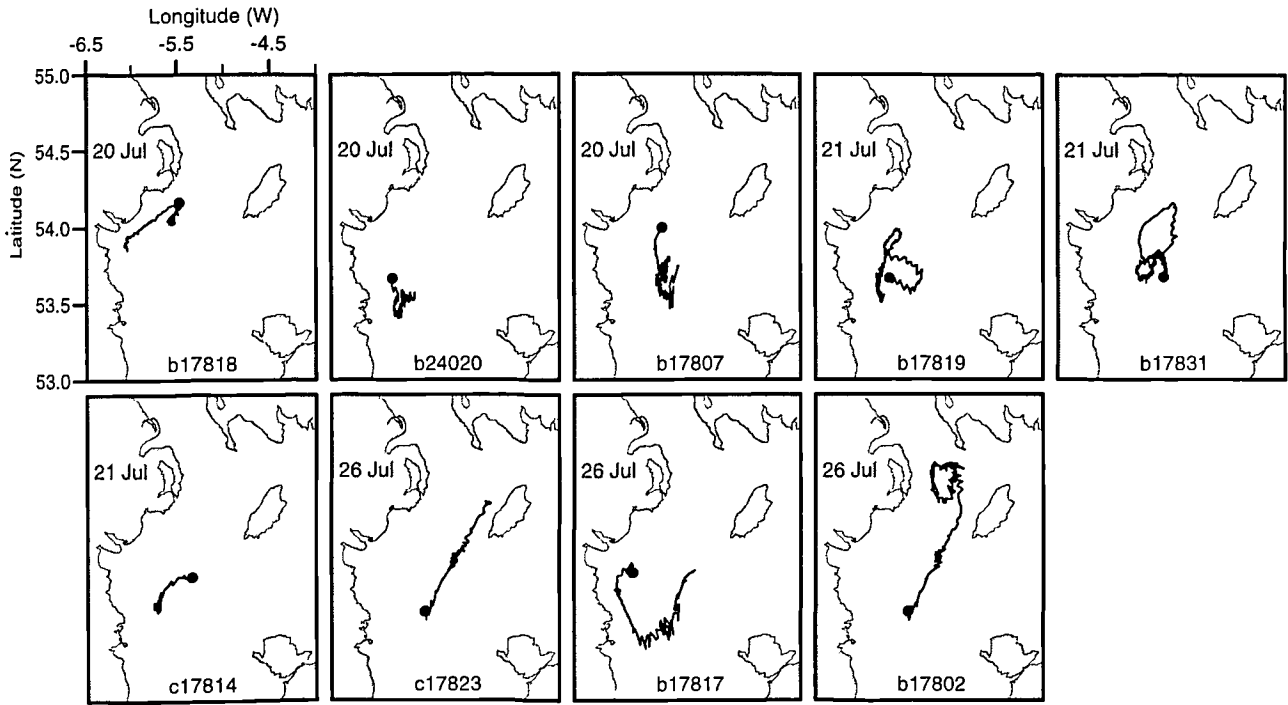 Longitude (W)
-6.5 -5.5 -4.5
Latitude (N)
55.0
54.5
54.0
53.5
53.0
20 Jul
b17818
20 Jul
b24020
20 Jul
b17807
21 Jul
b17819
21 Jul
b17831
21 Jul
c17814
26 Jul
c17823
26 Jul
b17817
26 Jul
b17802